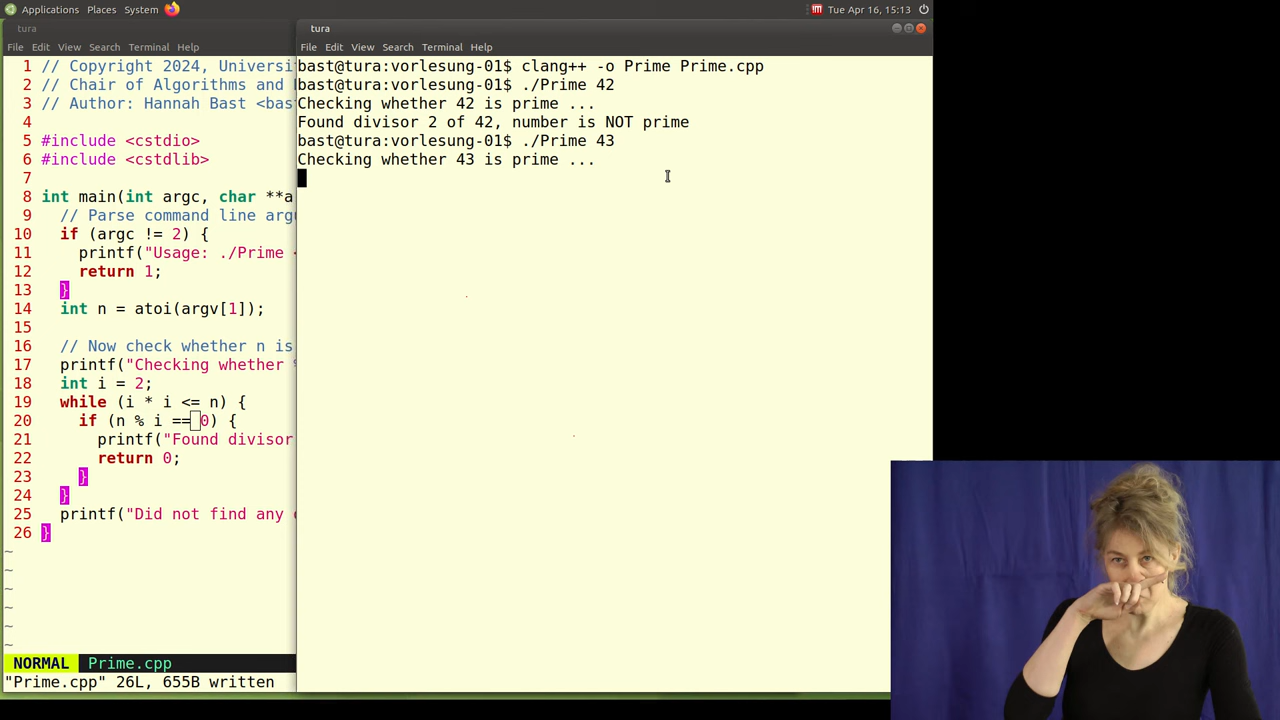 Applications Places System
Tue Apr 16, 15:13
tura
File Edit View Search Terminal Help
1 // Copyright 2024, Universi
2 // Chair of Algorithms and
3 // Author: Hannah Bast <bas
4
5 #include <cstdio>
6 #include <cstdlib>
7
8 int main(int argc, char **a
9 // Parse command line argu
10 if (argc != 2) {
11 printf("Usage: ./Prime
12 return 1;
13 }
14 int n = atoi(argv[1]);
15
16 // Now check whether n is
17 printf("Checking whether %
18 int i = 2;
19 while (i * i <= n) {
20 if (n % i == 0) {
21 printf("Found divisor
22 return 0;
23 }
24 }
25 printf("Did not find any
26 }
~
~
~
~
~
~
NORMAL Prime.cpp
"Prime.cpp" 26L, 655B written
tura
File Edit View Search Terminal Help
bast@tura:vorlesung-01$ clang++ -o Prime Prime.cpp
bast@tura:vorlesung-01$ ./Prime 42
Checking whether 42 is prime ...
Found divisor 2 of 42, number is NOT prime
bast@tura:vorlesung-01$ ./Prime 43
Checking whether 43 is prime ...